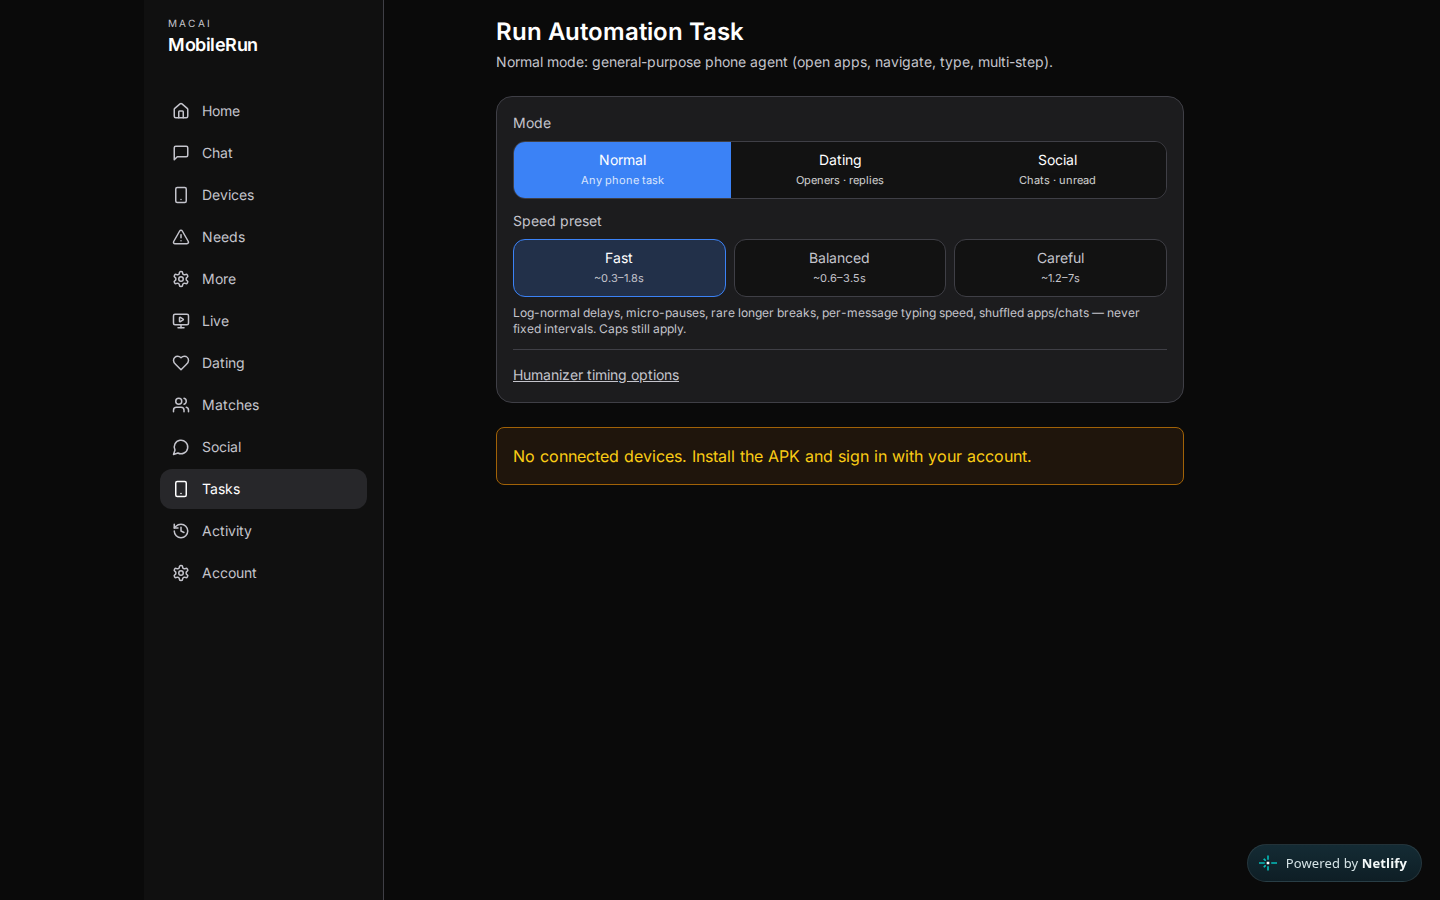 MACAI
MobileRun
Home
Chat
Devices
Needs
More
Live
Dating
Matches
Social
Tasks
Activity
Account
Run Automation Task
Normal mode: general-purpose phone agent (open apps, navigate, type, multi-step).
Mode
Normal
Any phone task
Dating
Openers · replies
Social
Chats · unread
Speed preset
Fast
~0.3–1.8s
Balanced
~0.6–3.5s
Careful
~1.2–7s
Log-normal delays, micro-pauses, rare longer breaks, per-message typing speed, shuffled apps/chats — never
fixed intervals. Caps still apply.
Humanizer timing options
No connected devices. Install the APK and sign in with your account.
Powered by Netlify